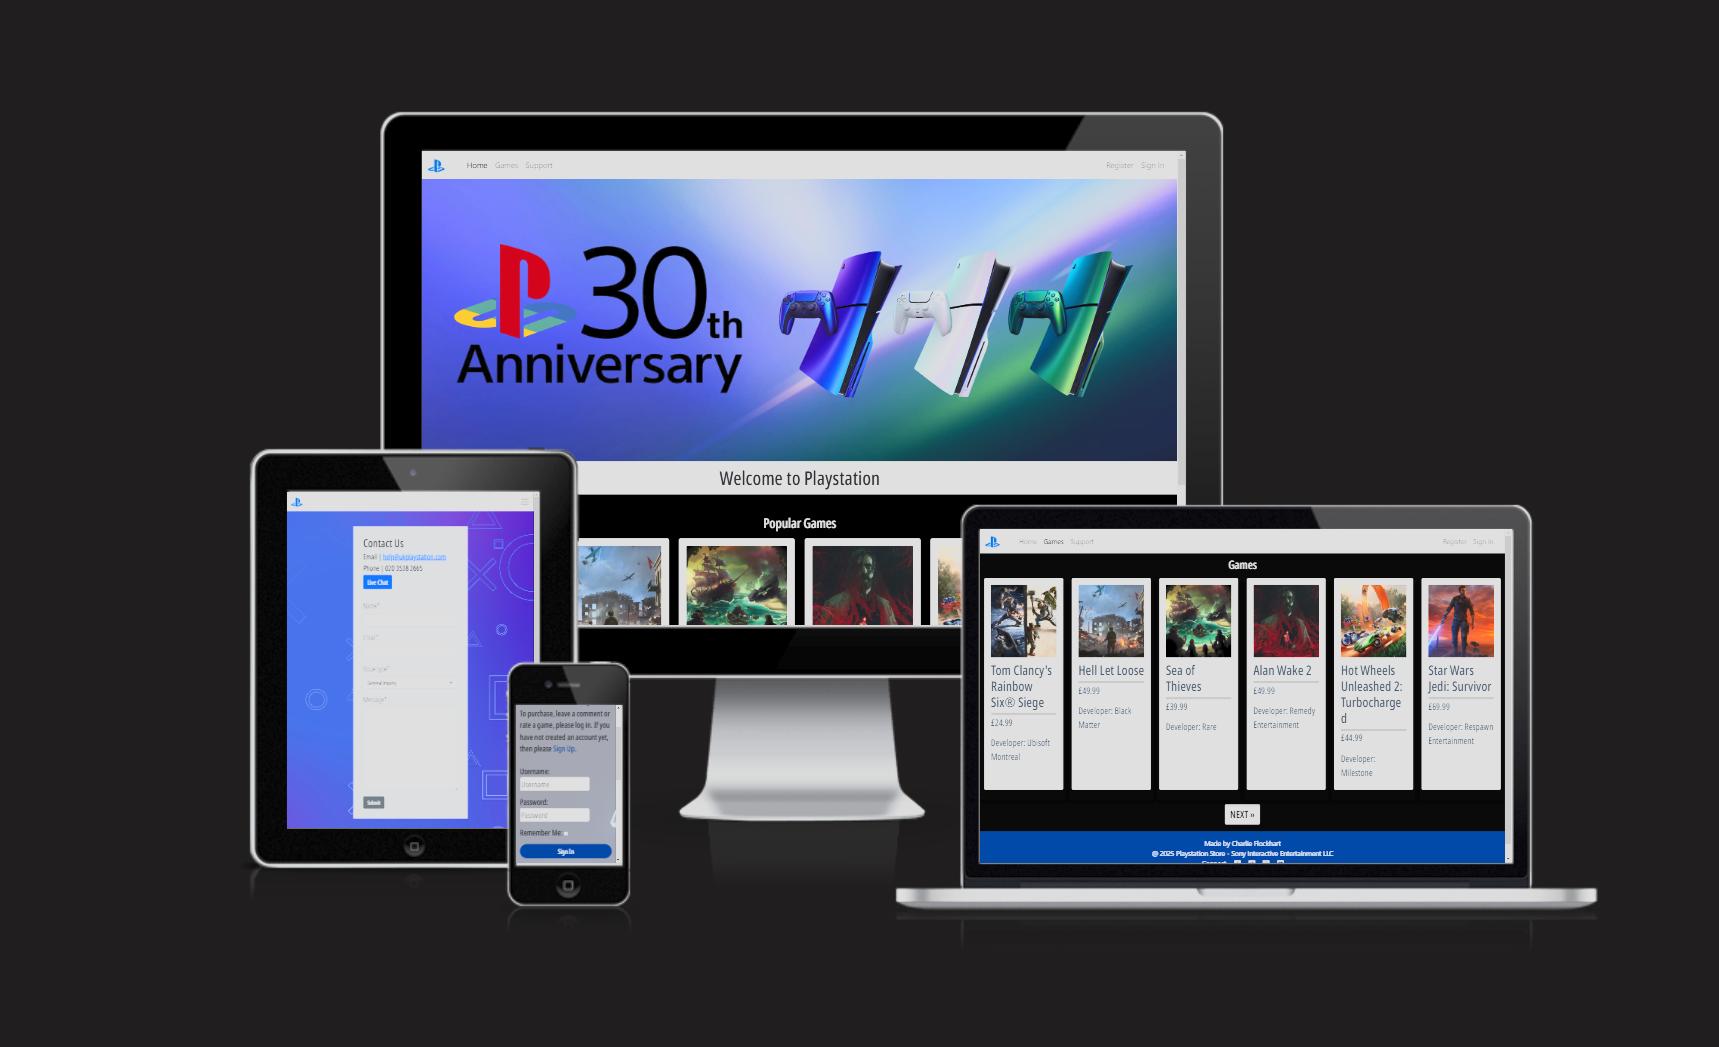 Home Games Support Register Sign In
30th
Anniversary
Welcome to Playstation
Popular Games
Contact Us
Email | help@ukplaystation.com
Phone | 020 3538 2665
Live Chat
Name*
Email*
Issue type*
General Inquiry
Message*
Submit
To purchase, leave a comment or
rate a game, please log in. If you
have not created an account yet,
then please Sign Up.
Username:
Username
Password:
Password
Remember Me:
Sign In
Home Games Support Register Sign In
Games
Tom Clancy's
Rainbow
Six® Siege
£24.99
Developer: Ubisoft
Montreal
Hell Let Loose
£49.99
Developer: Black
Matter
Sea of
Thieves
£39.99
Developer: Rare
Alan Wake 2
£49.99
Developer: Remedy
Entertainment
Hot Wheels
Unleashed 2:
Turbocharge
d
£44.99
Developer:
Milestone
Star Wars
Jedi: Survivor
£69.99
Developer: Respawn
Entertainment
NEXT »
Made by Charlie Flockhart
@ 2025 Playstation Store - Sony Interactive Entertainment LLC